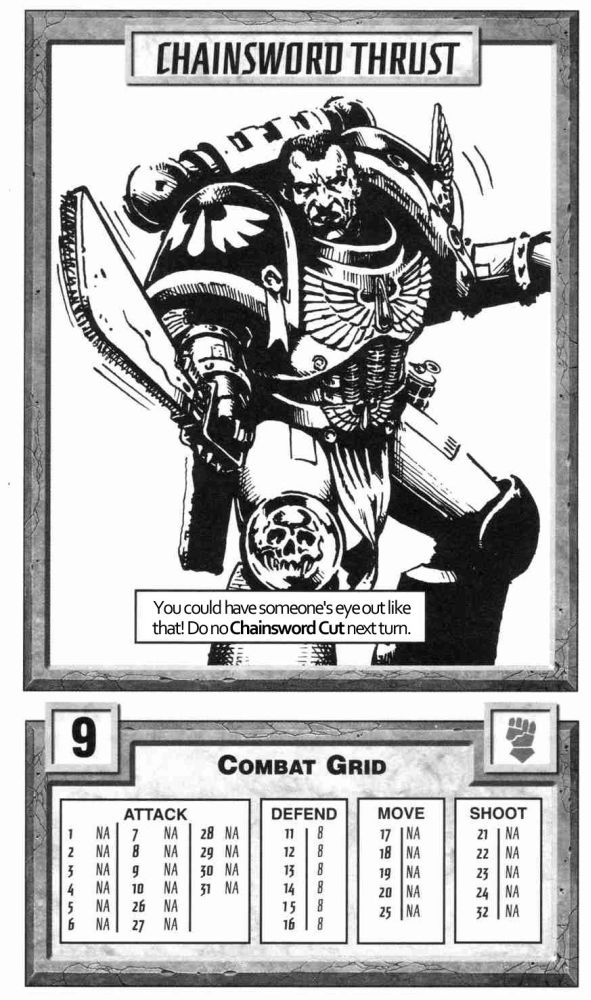 CHAINSWORD THRUST
You could have someone's eye out like
that! Do no Chainsword Cut next turn.
9
COMBAT GRID
ATTACK DEFEND MOVE SHOOT
1 NA 7 NA 28 NA 11 8 17 NA 21 NA
2 NA 8 NA 29 NA 12 8 18 NA 22 NA
3 NA 9 NA 30 NA 13 8 19 NA 23 NA
4 NA 10 NA 31 NA 14 8 20 NA 24 NA
5 NA 26 NA 15 8 25 NA 32 NA
6 NA 27 NA 16 8